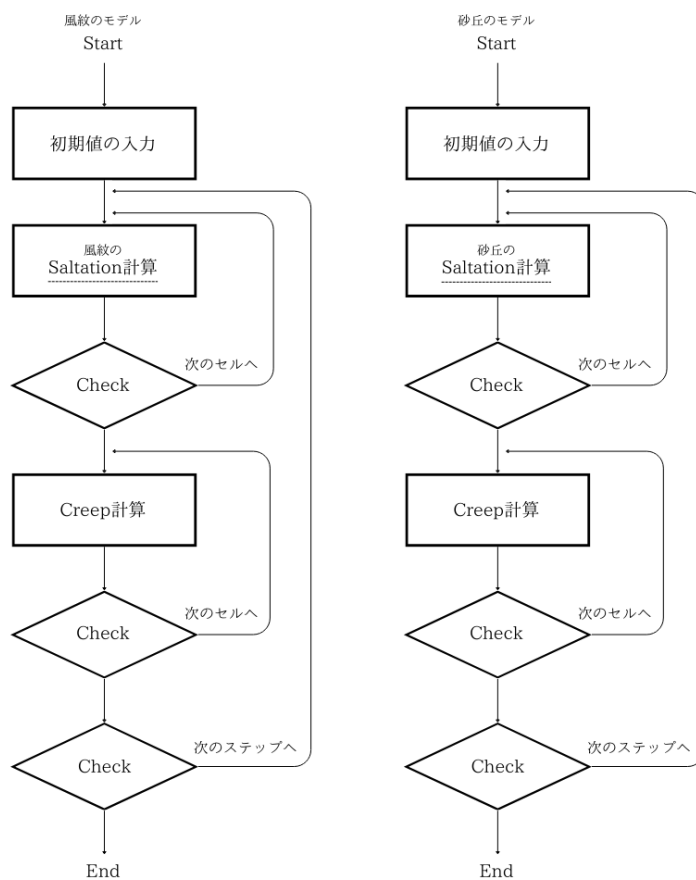 風紋のモデル
Start
初期値の入力
風紋の
Saltation計算
次のセルへ
Check
Creep計算
次のセルへ
Check
次のステップへ
Check
End
砂丘のモデル
Start
初期値の入力
砂丘の
Saltation計算
次のセルへ
Check
Creep計算
次のセルへ
Check
次のステップへ
Check
End